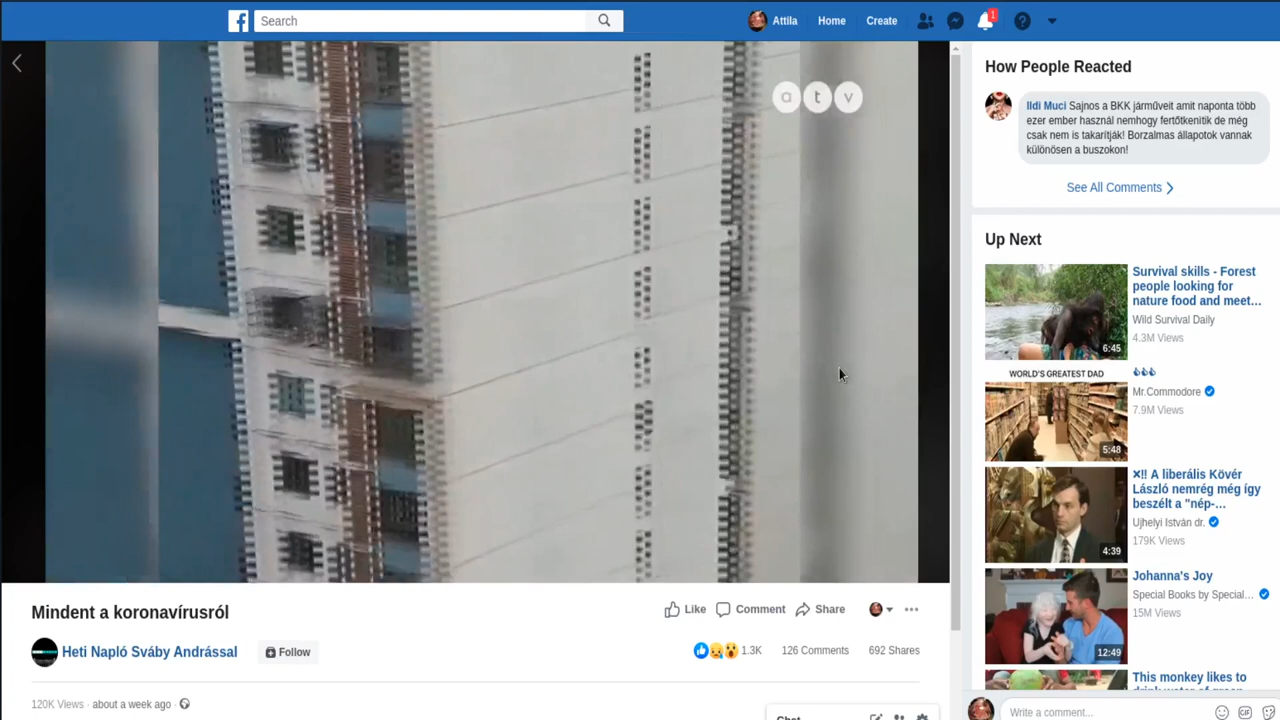 f Search Attila Home Create 1
a t v
Mindent a koronavírusról
Like Comment Share
Heti Napló Sváby Andrással Follow
1.3K 126 Comments 692 Shares
120K Views · about a week ago ·
Chat
How People Reacted
Ildi Muci Sajnos a BKK járműveit amit naponta több
ezer ember használ nemhogy fertőtkenitik de még
csak nem is takarítják! Borzalmas állapotok vannak
különösen a buszokon!
See All Comments
Up Next
6:45
Survival skills - Forest
people looking for
nature food and meet...
Wild Survival Daily
4.3M Views
WORLD'S GREATEST DAD
5:48
Mr.Commodore
7.9M Views
4:39
×!! A liberális Kövér
László nemrég még így
beszélt a "nép-...
Ujhelyi István dr.
179K Views
12:49
Johanna's Joy
Special Books by Special...
15M Views
This monkey likes to
Write a comment...
GIF